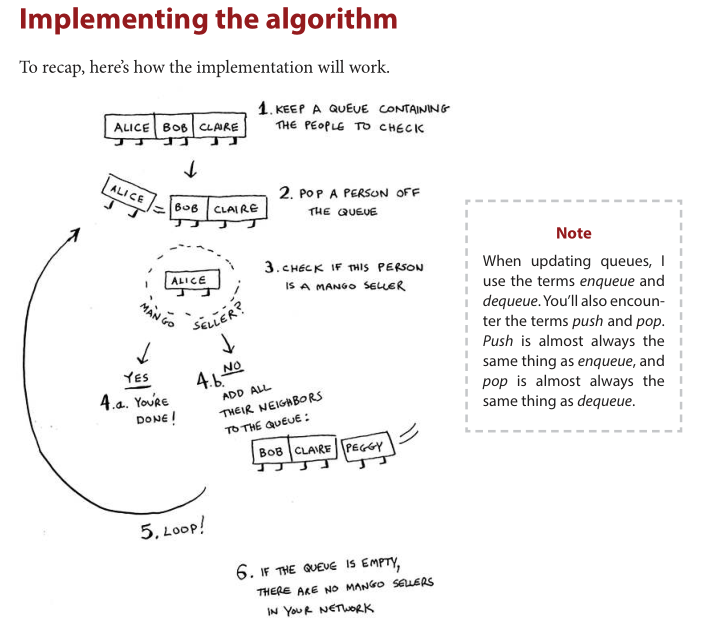 Implementing the algorithm
To recap, here's how the implementation will work.
ALICE BOB CLAIRE
1. KEEP A QUEUE CONTAINING
THE PEOPLE TO CHECK
ALICE = BOB CLAIRE
2. POP A PERSON OFF
THE QUEUE
ALICE
MANGO SELLER?
3. CHECK IF THIS PERSON
IS A MANGO SELLER
YES
4.a. YOU'RE
DONE!
NO
4.b.
ADD ALL
THEIR NEIGHBORS
TO THE QUEUE:
BOB CLAIRE PEGGY
5. LOOP!
6. IF THE QUEUE IS EMPTY,
THERE ARE NO MANGO SELLERS
IN YOUR NETWORK
Note
When updating queues, I
use the terms enqueue and
dequeue. You'll also encoun-
ter the terms push and pop.
Push is almost always the
same thing as enqueue, and
pop is almost always the
same thing as dequeue.